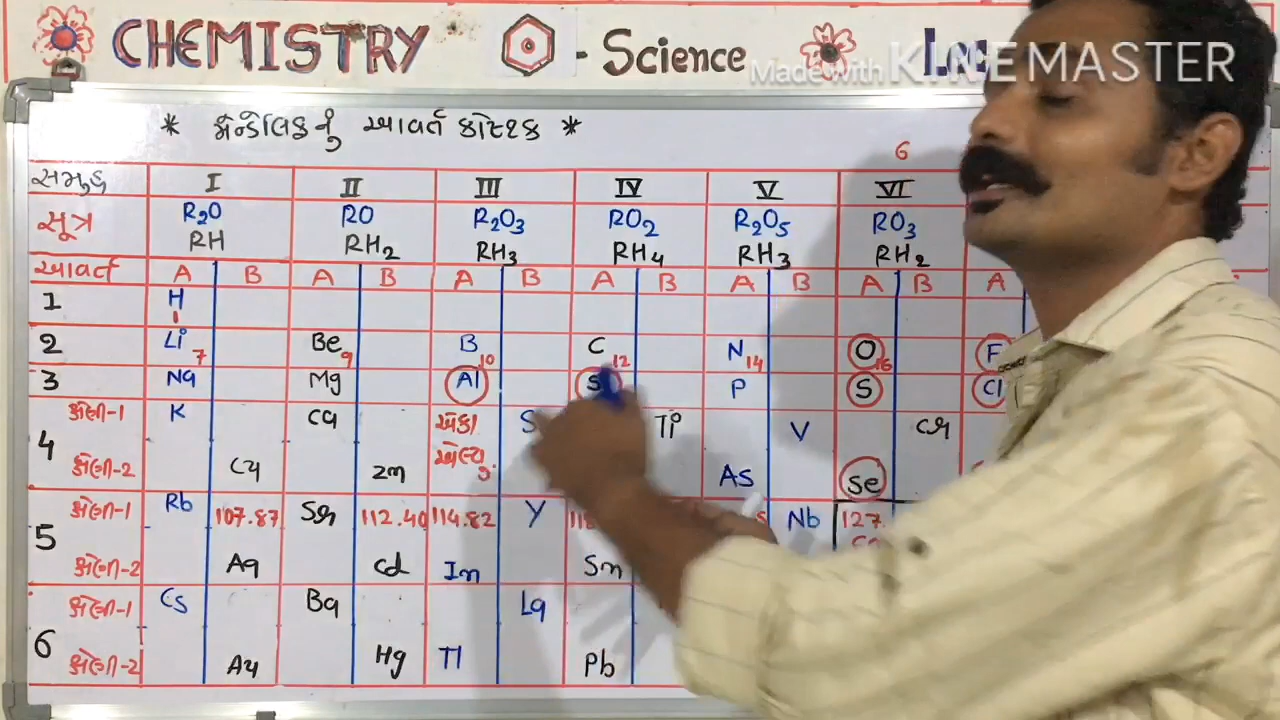 CHEMISTRY - Science
Made with KINEMASTER
* મેન્ડેલિફનું આવર્ત કોષ્ટક *
6
સમૂહ I II III IV V VI
સૂત્ર R₂O RO R₂O₃ RO₂ R₂O₅ RO₃
RH RH₂ RH₃ RH₄ RH₃ RH₂
આવર્ત A B A B A B A B A B A B A
1 H 1
2 Li 7 Be 9 B 10 C 12 N 14 O 16 F
3 Na Mg Al P S Cl
4 શ્રેણી-1 K Ca એકા Ti V Cr
શ્રેણી-2 Cu Zn એલ્યુ. As Se
5 શ્રેણી-1 Rb 107.87 Sr 112.40 114.82 Y Nb 127.
શ્રેણી-2 Ag Cd In Sn
6 શ્રેણી-1 Cs Ba La
શ્રેણી-2 Au Hg Tl Pb